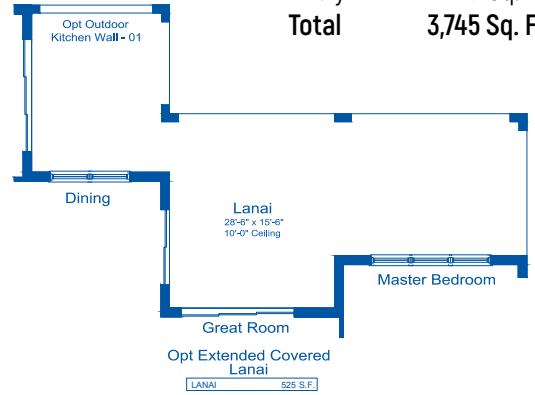 Total 3,745 Sq. F
Opt Outdoor
Kitchen Wall - 01
Dining
Lanai
28'-6" x 15'-6"
10'-0" Ceiling
Master Bedroom
Great Room
Opt Extended Covered
Lanai
LANAI 525 S.F.